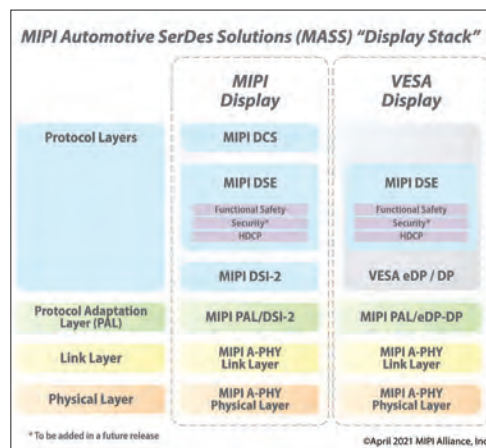 MIPI Automotive SerDes Solutions (MASS) “Display Stack”
MIPI
Display
VESA
Display
Protocol Layers
MIPI DCS
MIPI DSE
Functional Safety
Security*
HDCP
MIPI DSE
Functional Safety
Security*
HDCP
MIPI DSI-2
VESA eDP / DP
Protocol Adaptation
Layer (PAL)
MIPI PAL/DSI-2
MIPI PAL/eDP-DP
Link Layer
MIPI A-PHY
Link Layer
MIPI A-PHY
Link Layer
Physical Layer
MIPI A-PHY
Physical Layer
MIPI A-PHY
Physical Layer
* To be added in a future release
©April 2021 MIPI Alliance, Inc